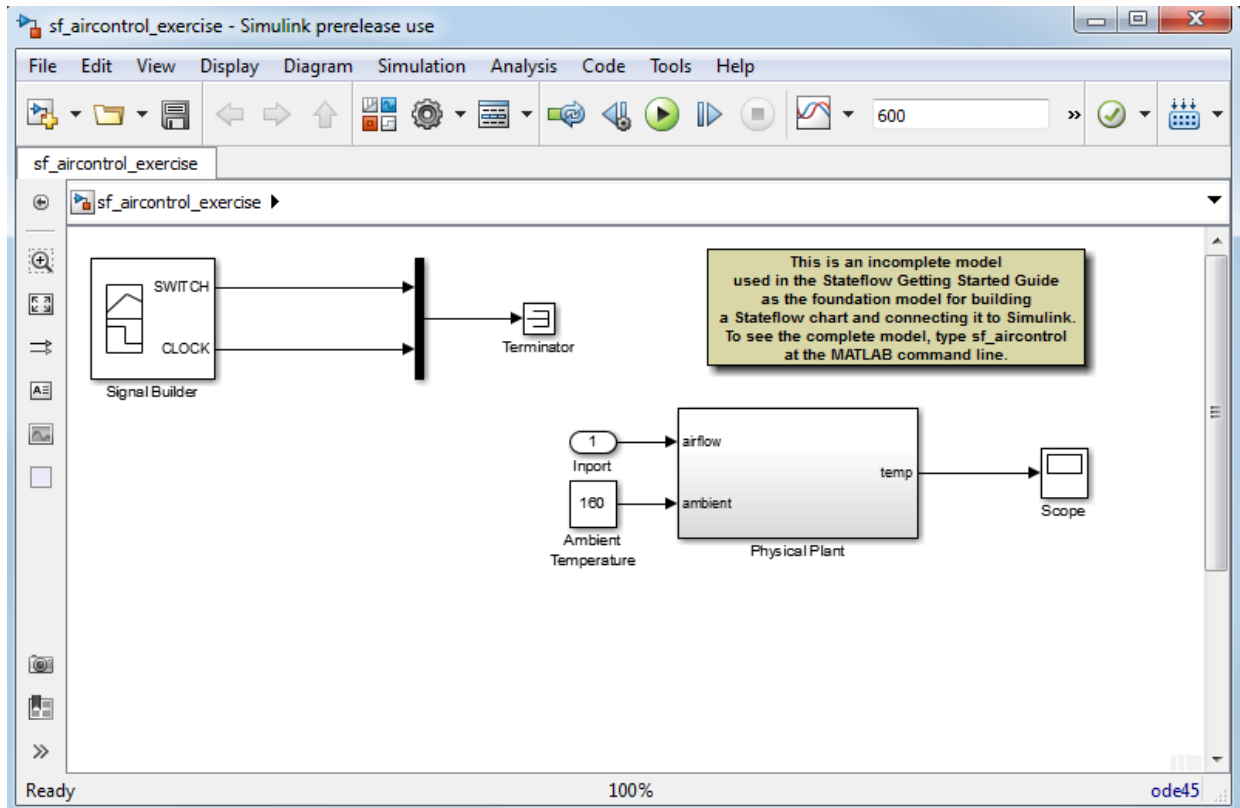 sf_aircontrol_exercise - Simulink prerelease use
File Edit View Display Diagram Simulation Analysis Code Tools Help
600
»
sf_aircontrol_exercise
sf_aircontrol_exercise
SWITCH
CLOCK
Signal Builder
Terminator
This is an incomplete model
used in the Stateflow Getting Started Guide
as the foundation model for building
a Stateflow chart and connecting it to Simulink.
To see the complete model, type sf_aircontrol
at the MATLAB command line.
1
Inport
160
Ambient
Temperature
airflow
ambient
temp
Physical Plant
Scope
Ready 100% ode45